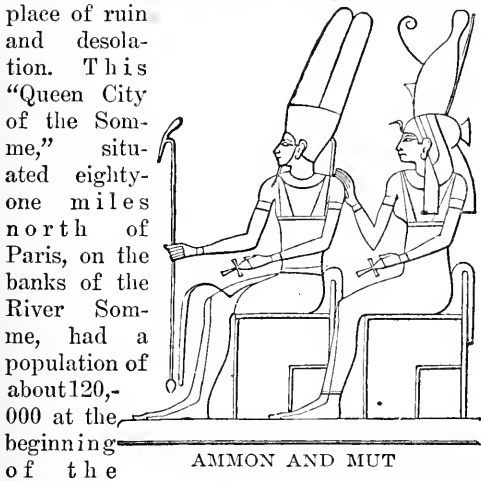 place of ruin
and desola-
tion. This
“Queen City
of the Som-
me,” situ-
ated eighty-
one miles
north of
Paris, on the
banks of the
River Som-
me, had a
population of
about120,-
000 at the
beginning
of the
AMMON AND MUT